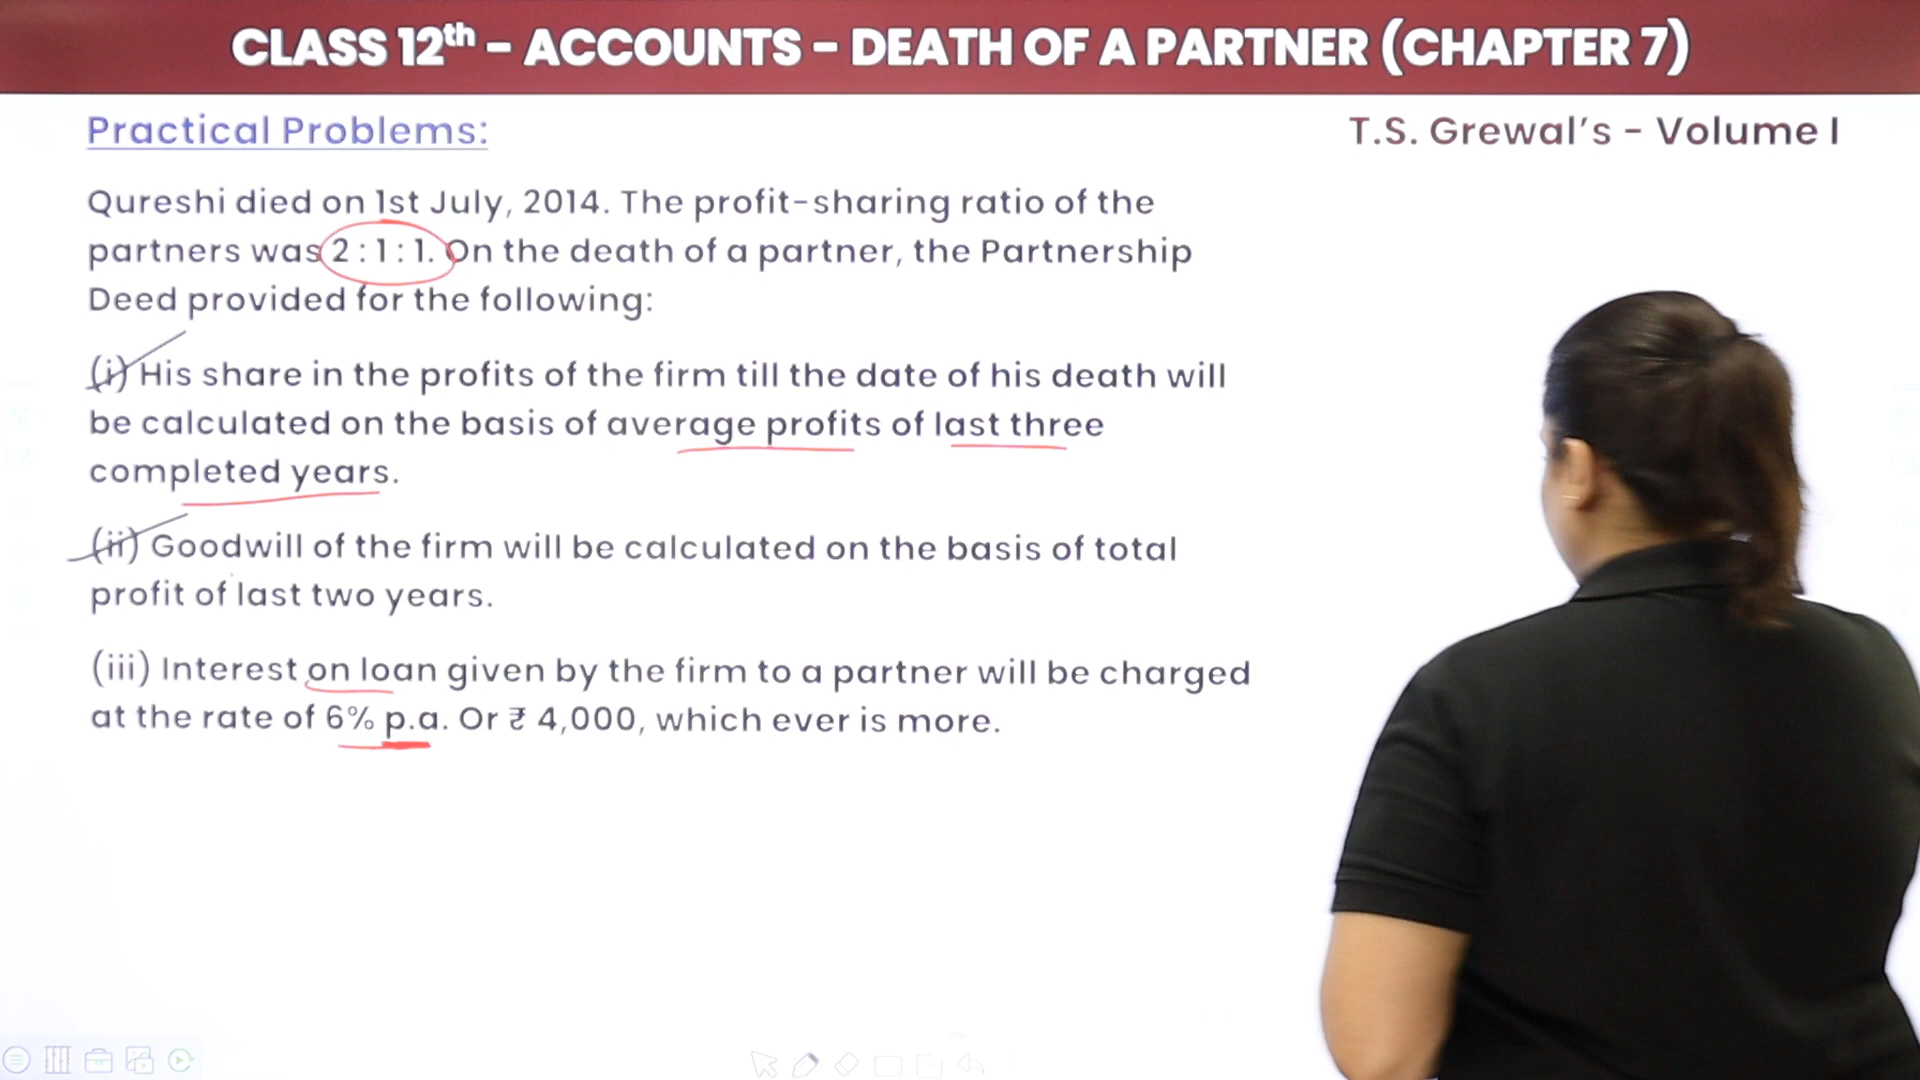 CLASS 12th – ACCOUNTS – DEATH OF A PARTNER (CHAPTER 7)
Practical Problems:
T.S. Grewal's - Volume I
Qureshi died on 1st July, 2014. The profit-sharing ratio of the
partners was 2 : 1 : 1. On the death of a partner, the Partnership
Deed provided for the following:
(i) His share in the profits of the firm till the date of his death will
be calculated on the basis of average profits of last three
completed years.
(ii) Goodwill of the firm will be calculated on the basis of total
profit of last two years.
(iii) Interest on loan given by the firm to a partner will be charged
at the rate of 6% p.a. Or ₹ 4,000, which ever is more.